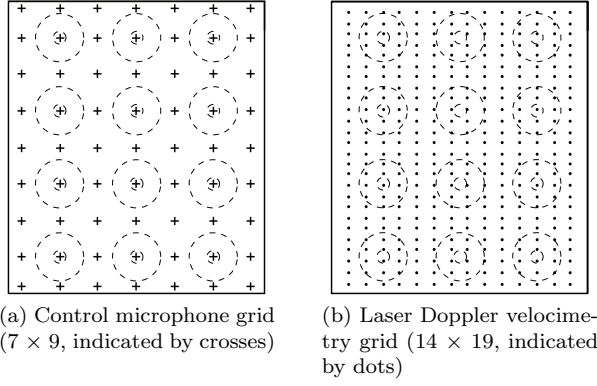 (a) Control microphone grid
(7 × 9, indicated by crosses)
(b) Laser Doppler velocime-
try grid (14 × 19, indicated
by dots)